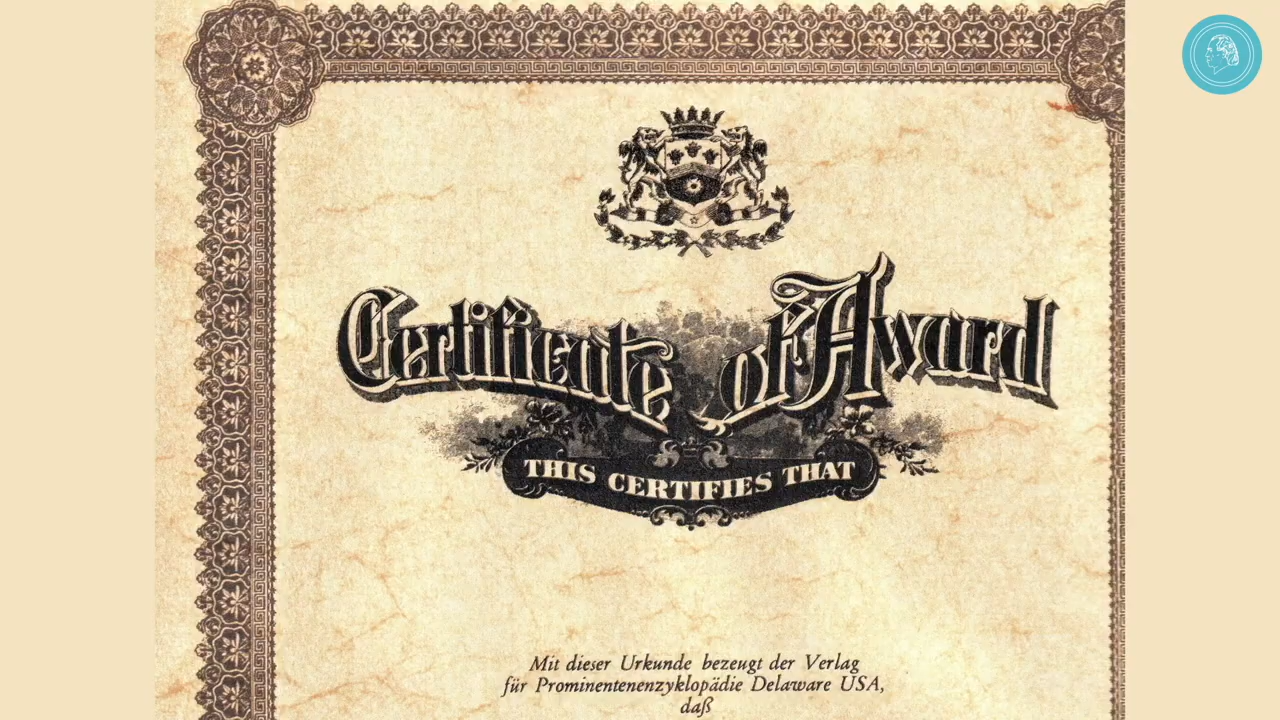 Certificate of Award
THIS CERTIFIES THAT
Mit dieser Urkunde bezeugt der Verlag
für Prominentenenzyklopädie Delaware USA,
daß